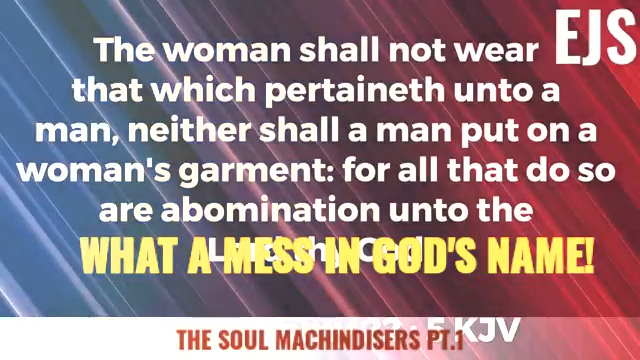 EJS
The woman shall not wear
that which pertaineth unto a
man, neither shall a man put on a
woman's garment: for all that do so
are abomination unto the
WHAT A MESS IN GOD'S NAME!
KJV
THE SOUL MACHINDISERS PT.1